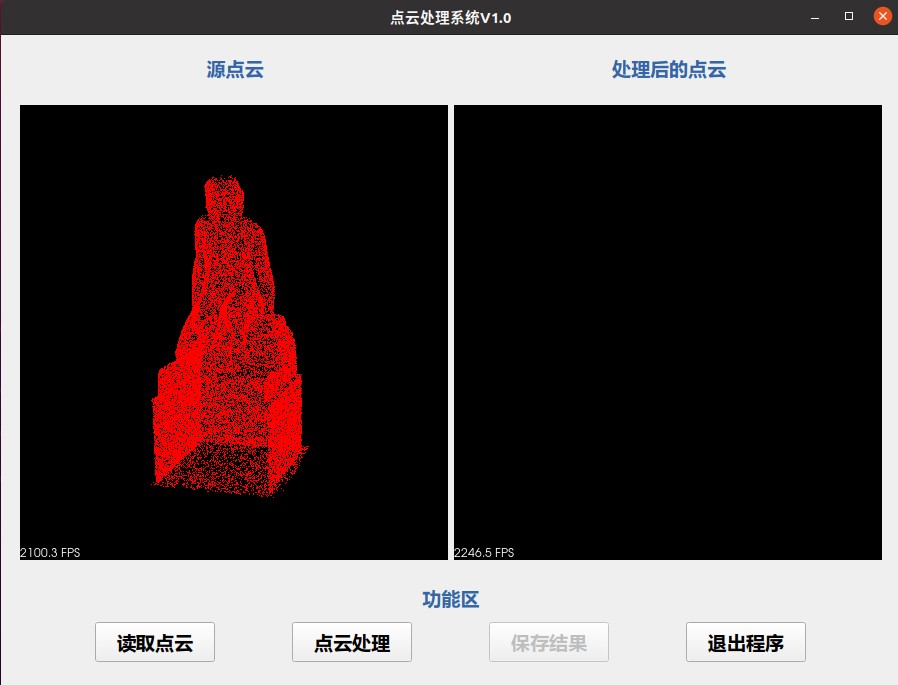 点云处理系统V1.0
源点云
处理后的点云
2100.3 FPS
2246.5 FPS
功能区
读取点云
点云处理
保存结果
退出程序